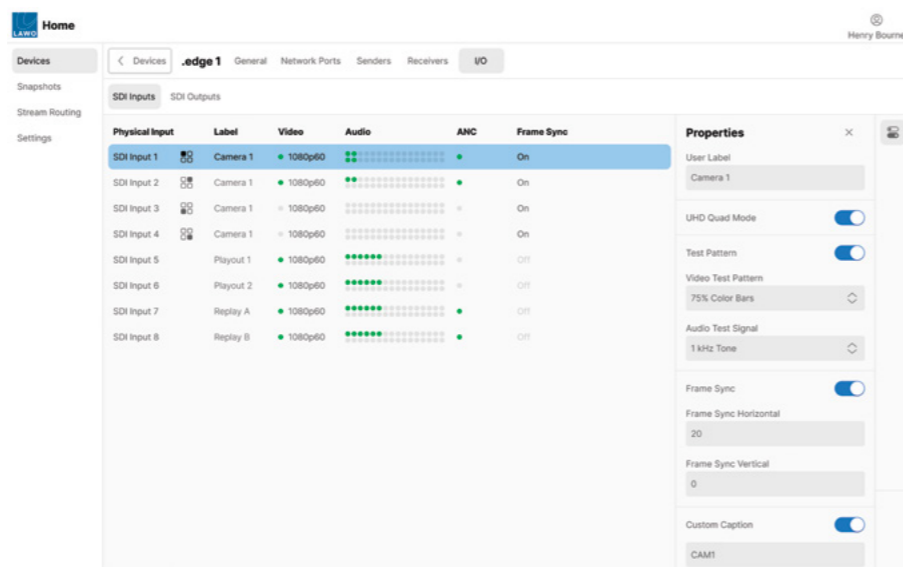 LAWO Home
Henry Bourne
Devices
Snapshots
Stream Routing
Settings
Devices .edge 1 General Network Ports Senders Receivers I/O
SDI Inputs SDI Outputs
Physical Input Label Video Audio ANC Frame Sync
SDI Input 1 Camera 1 1080p60 On
SDI Input 2 Camera 1 1080p60 On
SDI Input 3 Camera 1 1080p60 On
SDI Input 4 Camera 1 1080p60 On
SDI Input 5 Playout 1 1080p60 Off
SDI Input 6 Playout 2 1080p60 Off
SDI Input 7 Replay A 1080p60 Off
SDI Input 8 Replay B 1080p60 Off
Properties
User Label
Camera 1
UHD Quad Mode
Test Pattern
Video Test Pattern
75% Color Bars
Audio Test Signal
1 kHz Tone
Frame Sync
Frame Sync Horizontal
20
Frame Sync Vertical
0
Custom Caption
CAM1